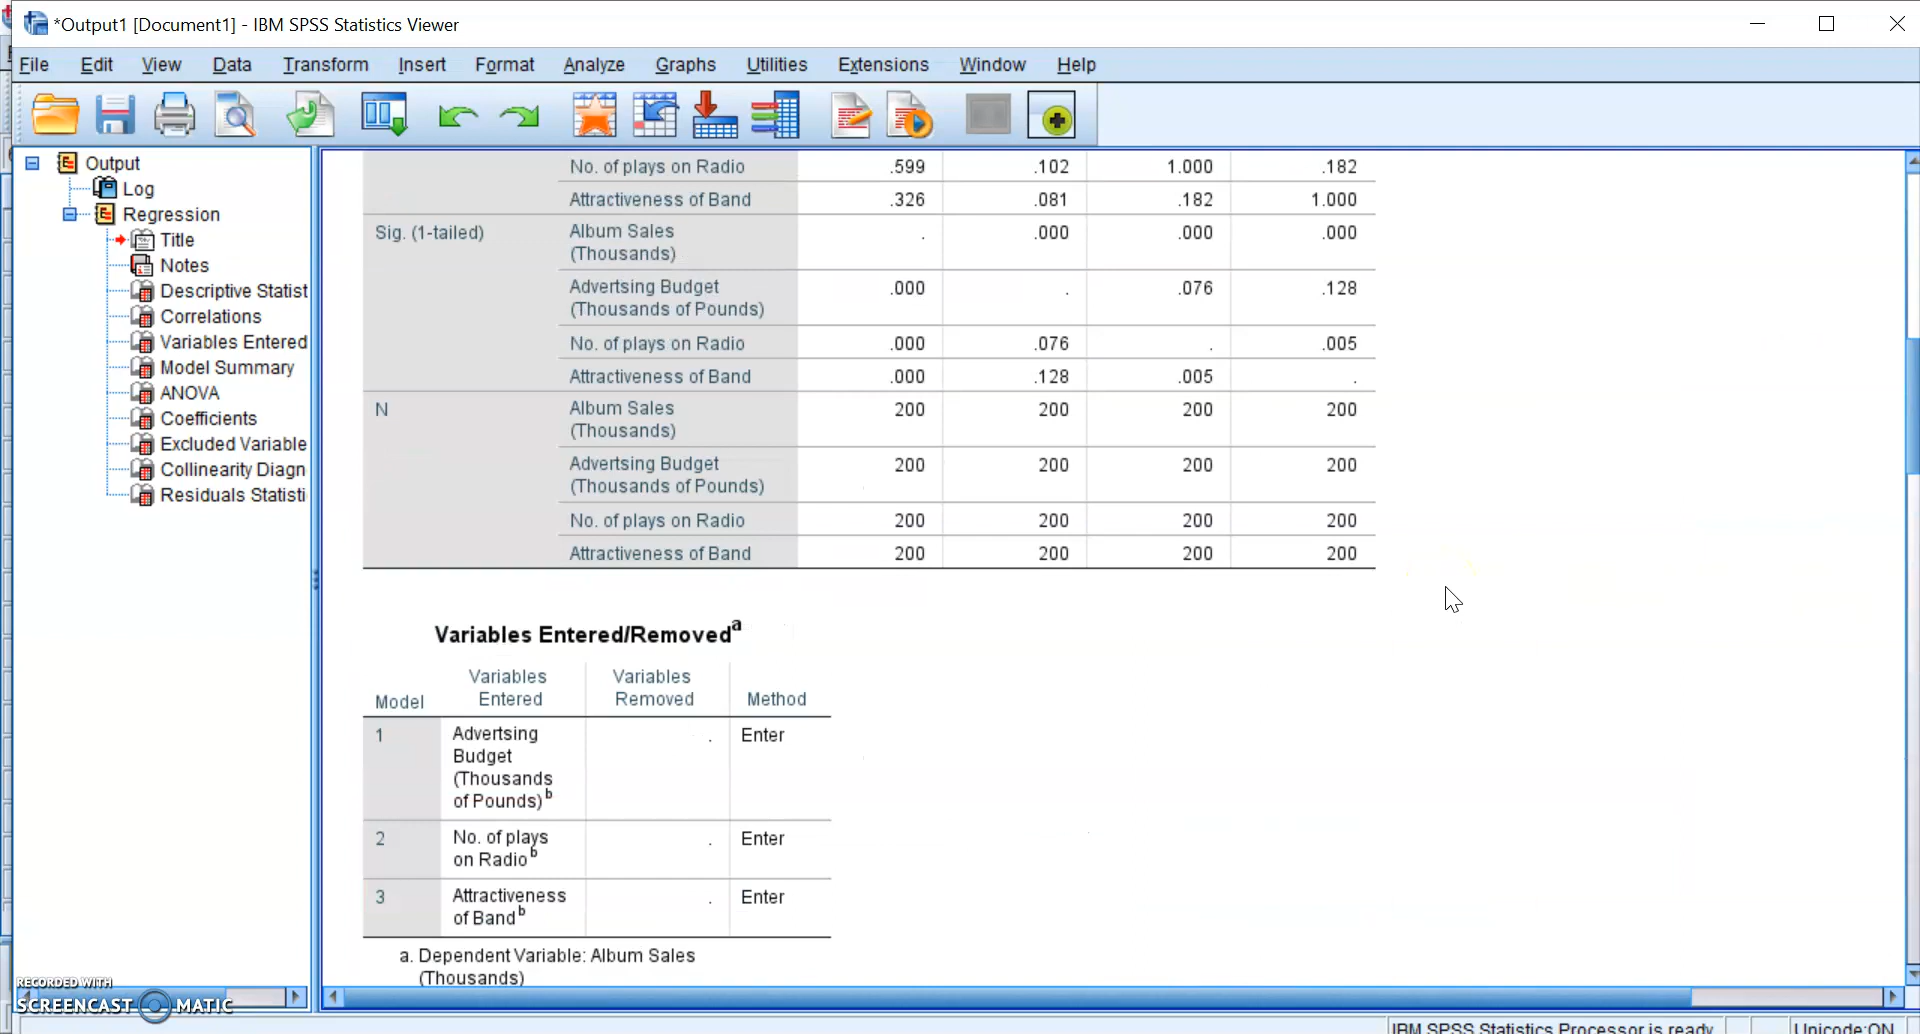 *Output1 [Document1] - IBM SPSS Statistics Viewer
File Edit View Data Transform Insert Format Analyze Graphs Utilities Extensions Window Help
Output
Log
Regression
Title
Notes
Descriptive Statist
Correlations
Variables Entered
Model Summary
ANOVA
Coefficients
Excluded Variable
Collinearity Diagn
Residuals Statisti
No. of plays on Radio .599 .102 1.000 .182
Attractiveness of Band .326 .081 .182 1.000
Sig. (1-tailed) Album Sales (Thousands) . .000 .000 .000
Advertsing Budget (Thousands of Pounds) .000 . .076 .128
No. of plays on Radio .000 .076 . .005
Attractiveness of Band .000 .128 .005 .
N Album Sales (Thousands) 200 200 200 200
Advertsing Budget (Thousands of Pounds) 200 200 200 200
No. of plays on Radio 200 200 200 200
Attractiveness of Band 200 200 200 200
Variables Entered/Removedᵃ
Model Variables Entered Variables Removed Method
1 Advertsing Budget (Thousands of Pounds)ᵇ . Enter
2 No. of plays on Radioᵇ . Enter
3 Attractiveness of Bandᵇ . Enter
a. Dependent Variable: Album Sales
(Thousands)
RECORDED WITH
SCREENCAST MATIC
IBM SPSS Statistics Processor is ready
Unicode:ON